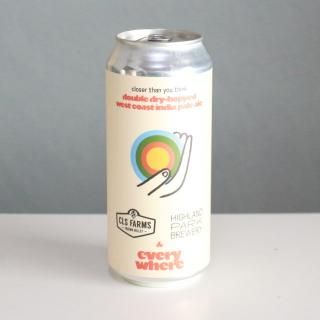 closer than you think
double dry-hopped
west coast india pale ale
CLS FARMS
HIGHLAND
PARK
BREWERY
&
every
where